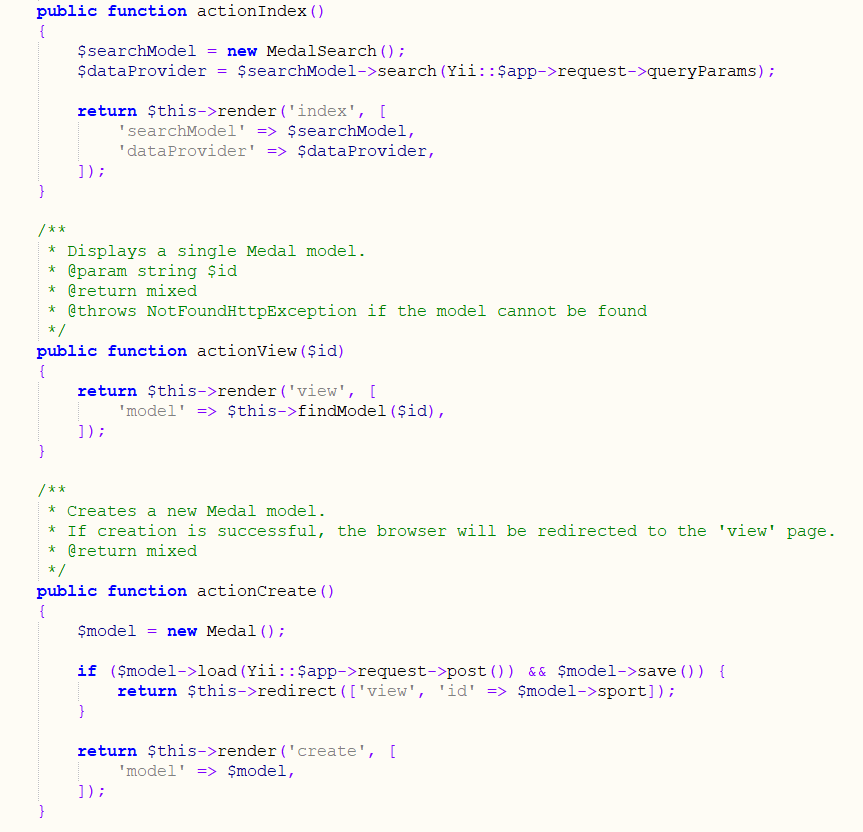 public function actionIndex()
{
    $searchModel = new MedalSearch();
    $dataProvider = $searchModel->search(Yii::$app->request->queryParams);

    return $this->render('index', [
        'searchModel' => $searchModel,
        'dataProvider' => $dataProvider,
    ]);
}

/**
 * Displays a single Medal model.
 * @param string $id
 * @return mixed
 * @throws NotFoundHttpException if the model cannot be found
 */
public function actionView($id)
{
    return $this->render('view', [
        'model' => $this->findModel($id),
    ]);
}

/**
 * Creates a new Medal model.
 * If creation is successful, the browser will be redirected to the 'view' page.
 * @return mixed
 */
public function actionCreate()
{
    $model = new Medal();

    if ($model->load(Yii::$app->request->post()) && $model->save()) {
        return $this->redirect(['view', 'id' => $model->sport]);
    }

    return $this->render('create', [
        'model' => $model,
    ]);
}